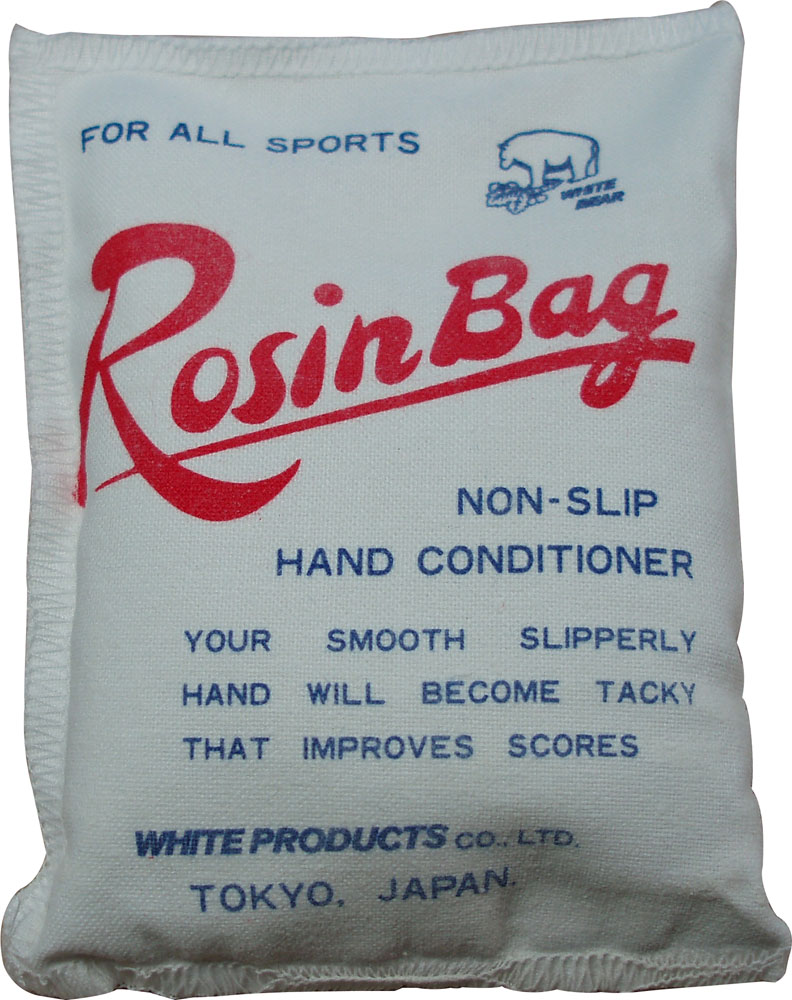 FOR ALL SPORTS
WHITE
BEAR
Rosin Bag
NON-SLIP
HAND CONDITIONER
YOUR SMOOTH SLIPPERLY
HAND WILL BECOME TACKY
THAT IMPROVES SCORES
WHITE PRODUCTS CO., LTD.
TOKYO, JAPAN.